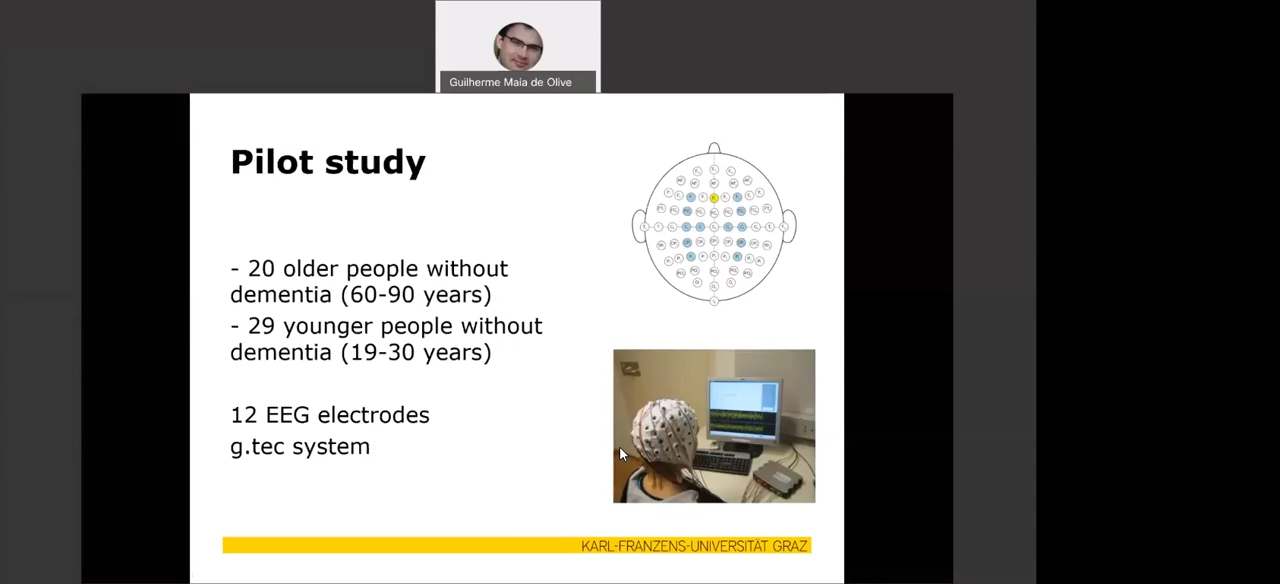 Guilherme Maia de Olive
Pilot study
- 20 older people without
dementia (60-90 years)
- 29 younger people without
dementia (19-30 years)
12 EEG electrodes
g.tec system
KARL-FRANZENS-UNIVERSITÄT GRAZ